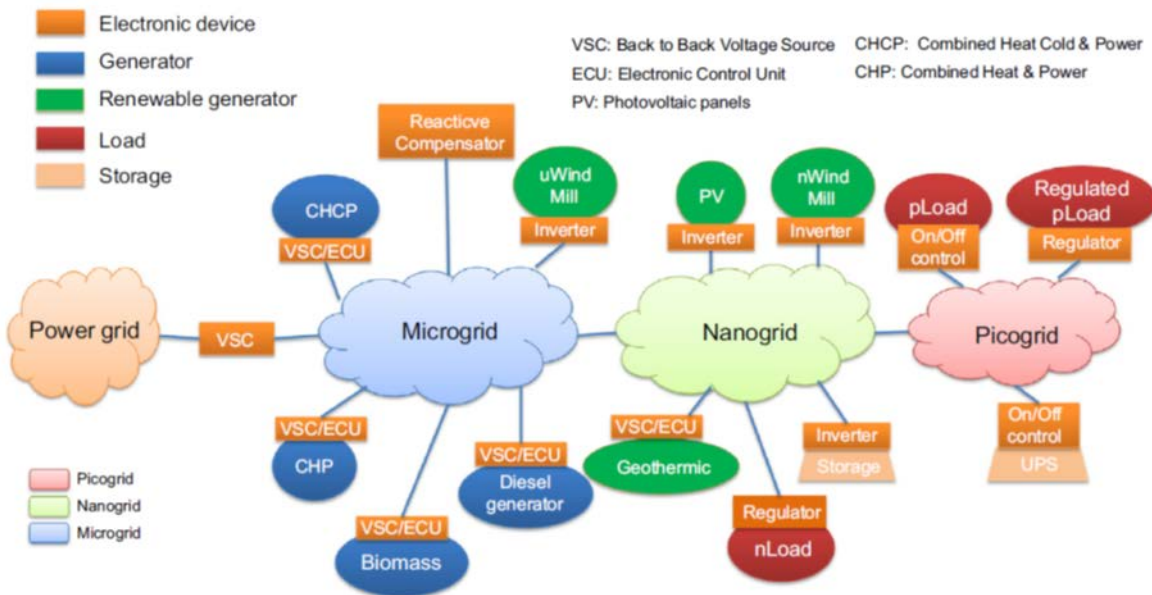 Electronic device
Generator
Renewable generator
Load
Storage
VSC: Back to Back Voltage Source
CHCP: Combined Heat Cold & Power
ECU: Electronic Control Unit
CHP: Combined Heat & Power
PV: Photovoltaic panels
Reacticve
Compensator
CHCP
VSC/ECU
uWind
Mill
Inverter
PV
Inverter
nWind
Mill
Inverter
pLoad
On/Off
control
Regulated
pLoad
Regulator
Power grid
VSC
Microgrid
Nanogrid
Picogrid
VSC/ECU
CHP
VSC/ECU
Biomass
VSC/ECU
Diesel
generator
VSC/ECU
Geothermic
Regulator
nLoad
Inverter
Storage
On/Off
control
UPS
Picogrid
Nanogrid
Microgrid